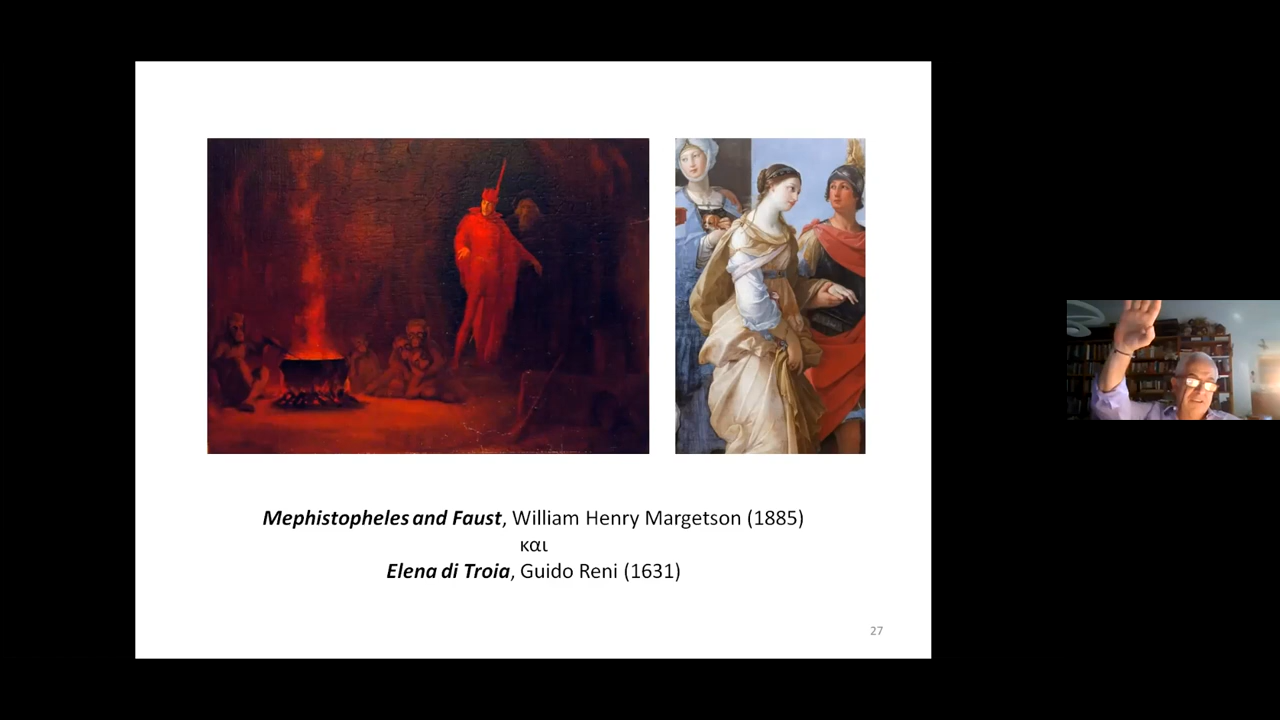 Mephistopheles and Faust, William Henry Margetson (1885)
και
Elena di Troia, Guido Reni (1631)
27